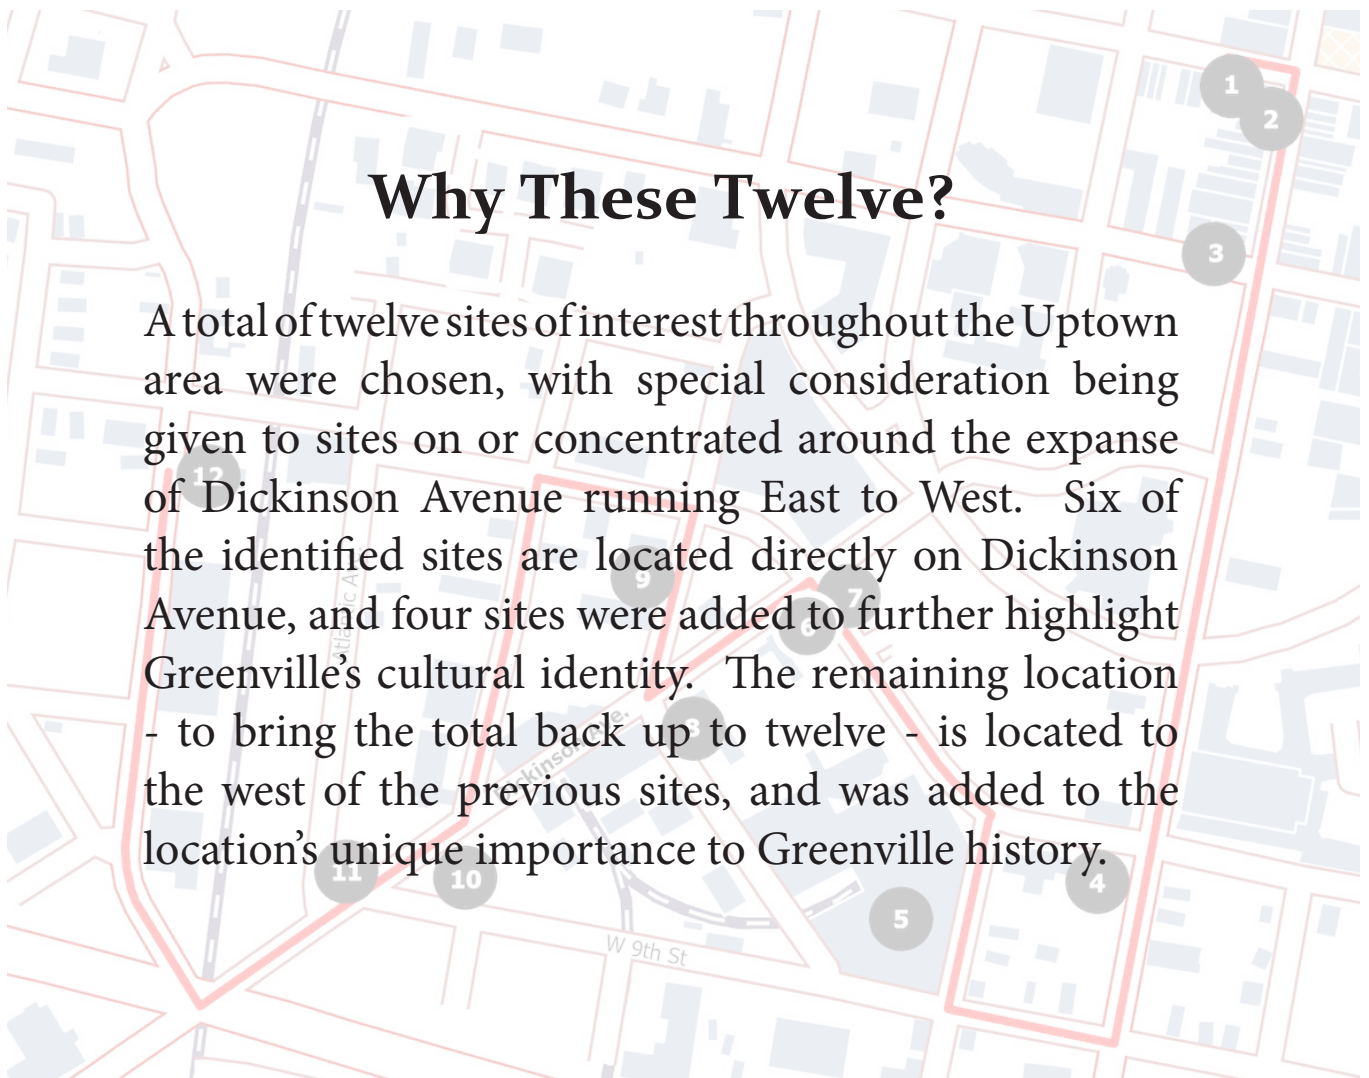 Why These Twelve?
A total of twelve sites of interest throughout the Uptown
area were chosen, with special consideration being
given to sites on or concentrated around the expanse
of Dickinson Avenue running East to West. Six of
the identified sites are located directly on Dickinson
Avenue, and four sites were added to further highlight
Greenville's cultural identity. The remaining location
- to bring the total back up to twelve - is located to
the west of the previous sites, and was added to the
location's unique importance to Greenville history.
1
2
3
12
9
7
6
8
Atlantic A
Dickinson Ave.
11
10
4
5
W 9th St